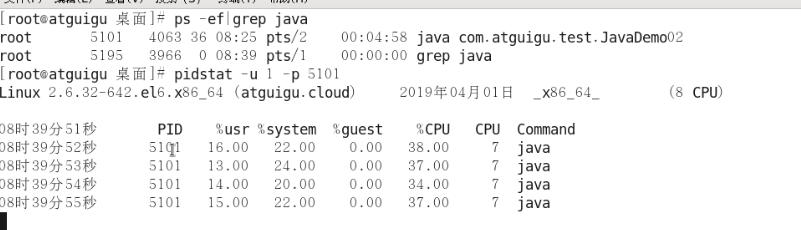 [root@atguigu 桌面]# ps -ef|grep java
root 5101 4063 36 08:25 pts/2 00:04:58 java com.atguigu.test.JavaDemo02
root 5195 3966 0 08:39 pts/1 00:00:00 grep java
[root@atguigu 桌面]# pidstat -u 1 -p 5101
Linux 2.6.32-642.el6.x86_64 (atguigu.cloud) 2019年04月01日 _x86_64_ (8 CPU)
08时39分51秒 PID %usr %system %guest %CPU CPU Command
08时39分52秒 5101 16.00 22.00 0.00 38.00 7 java
08时39分53秒 5101 13.00 24.00 0.00 37.00 7 java
08时39分54秒 5101 14.00 20.00 0.00 34.00 7 java
08时39分55秒 5101 15.00 22.00 0.00 37.00 7 java